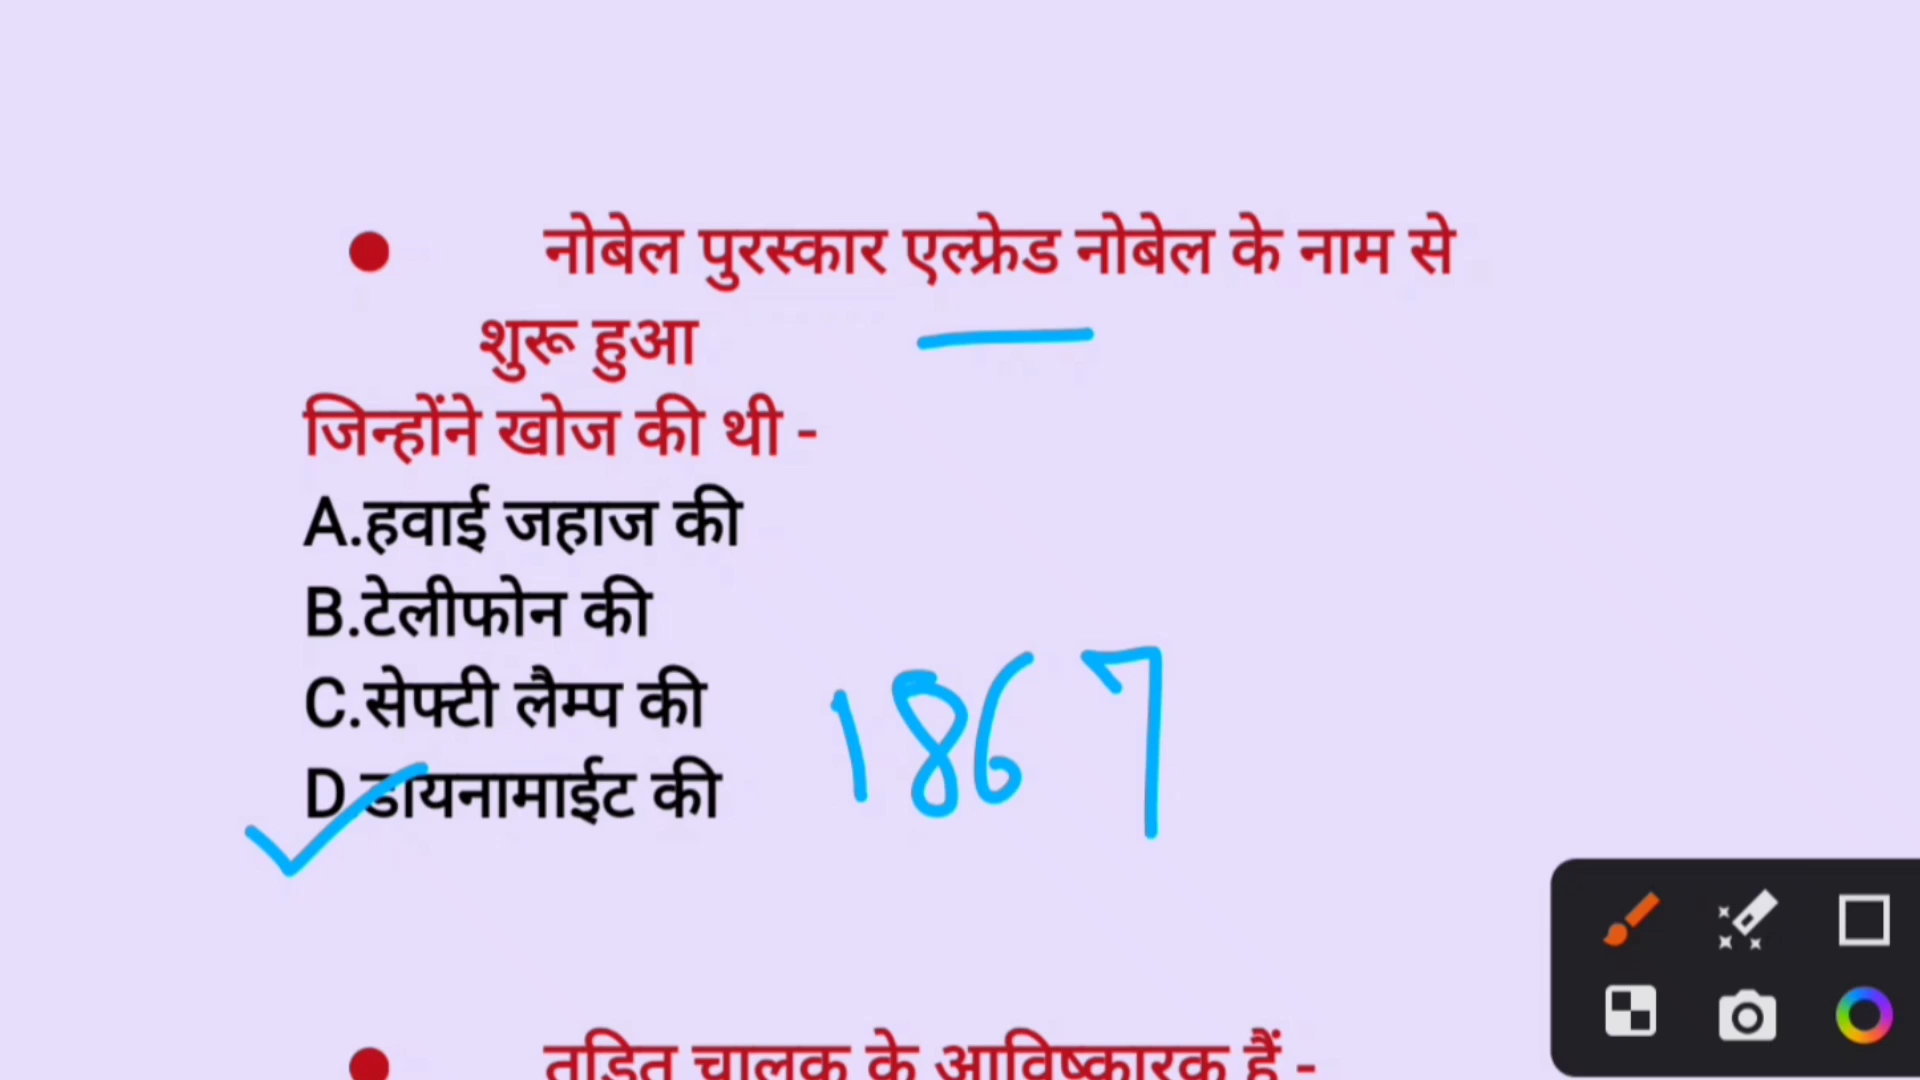 ● नोबेल पुरस्कार एल्फ्रेड नोबेल के नाम से
शुरू हुआ
जिन्होंने खोज की थी -
A.हवाई जहाज की
B.टेलीफोन की
C.सेफ्टी लैम्प की
D.डायनामाईट की
1867
● तड़ित चालक के आविष्कारक हैं -